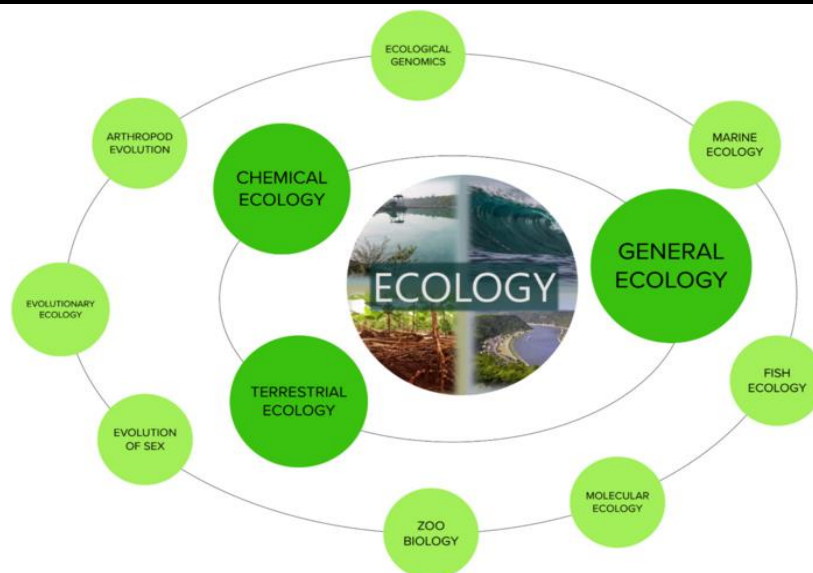 ECOLOGICAL
GENOMICS
ARTHROPOD
EVOLUTION
MARINE
ECOLOGY
CHEMICAL
ECOLOGY
GENERAL
ECOLOGY
ECOLOGY
EVOLUTIONARY
ECOLOGY
TERRESTRIAL
ECOLOGY
FISH
ECOLOGY
EVOLUTION
OF SEX
MOLECULAR
ECOLOGY
ZOO
BIOLOGY